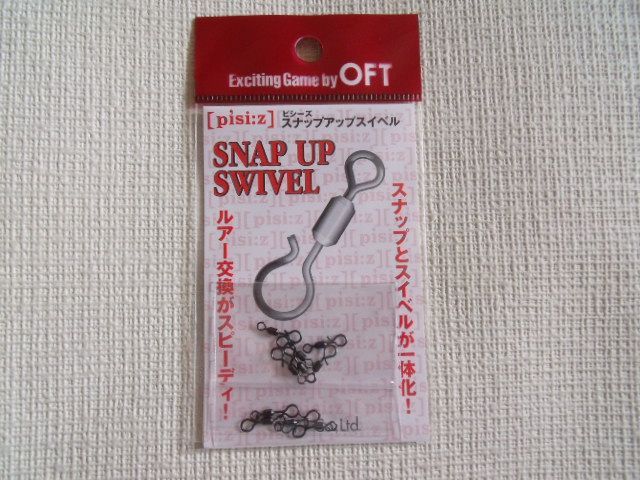 Exciting Game by OFT
[pisi:z] ピシーズ スナップアップスイベル
SNAP UP
SWIVEL
スナップとスイベルが一体化!
ルアー交換がスピーディ!
Co., Ltd.